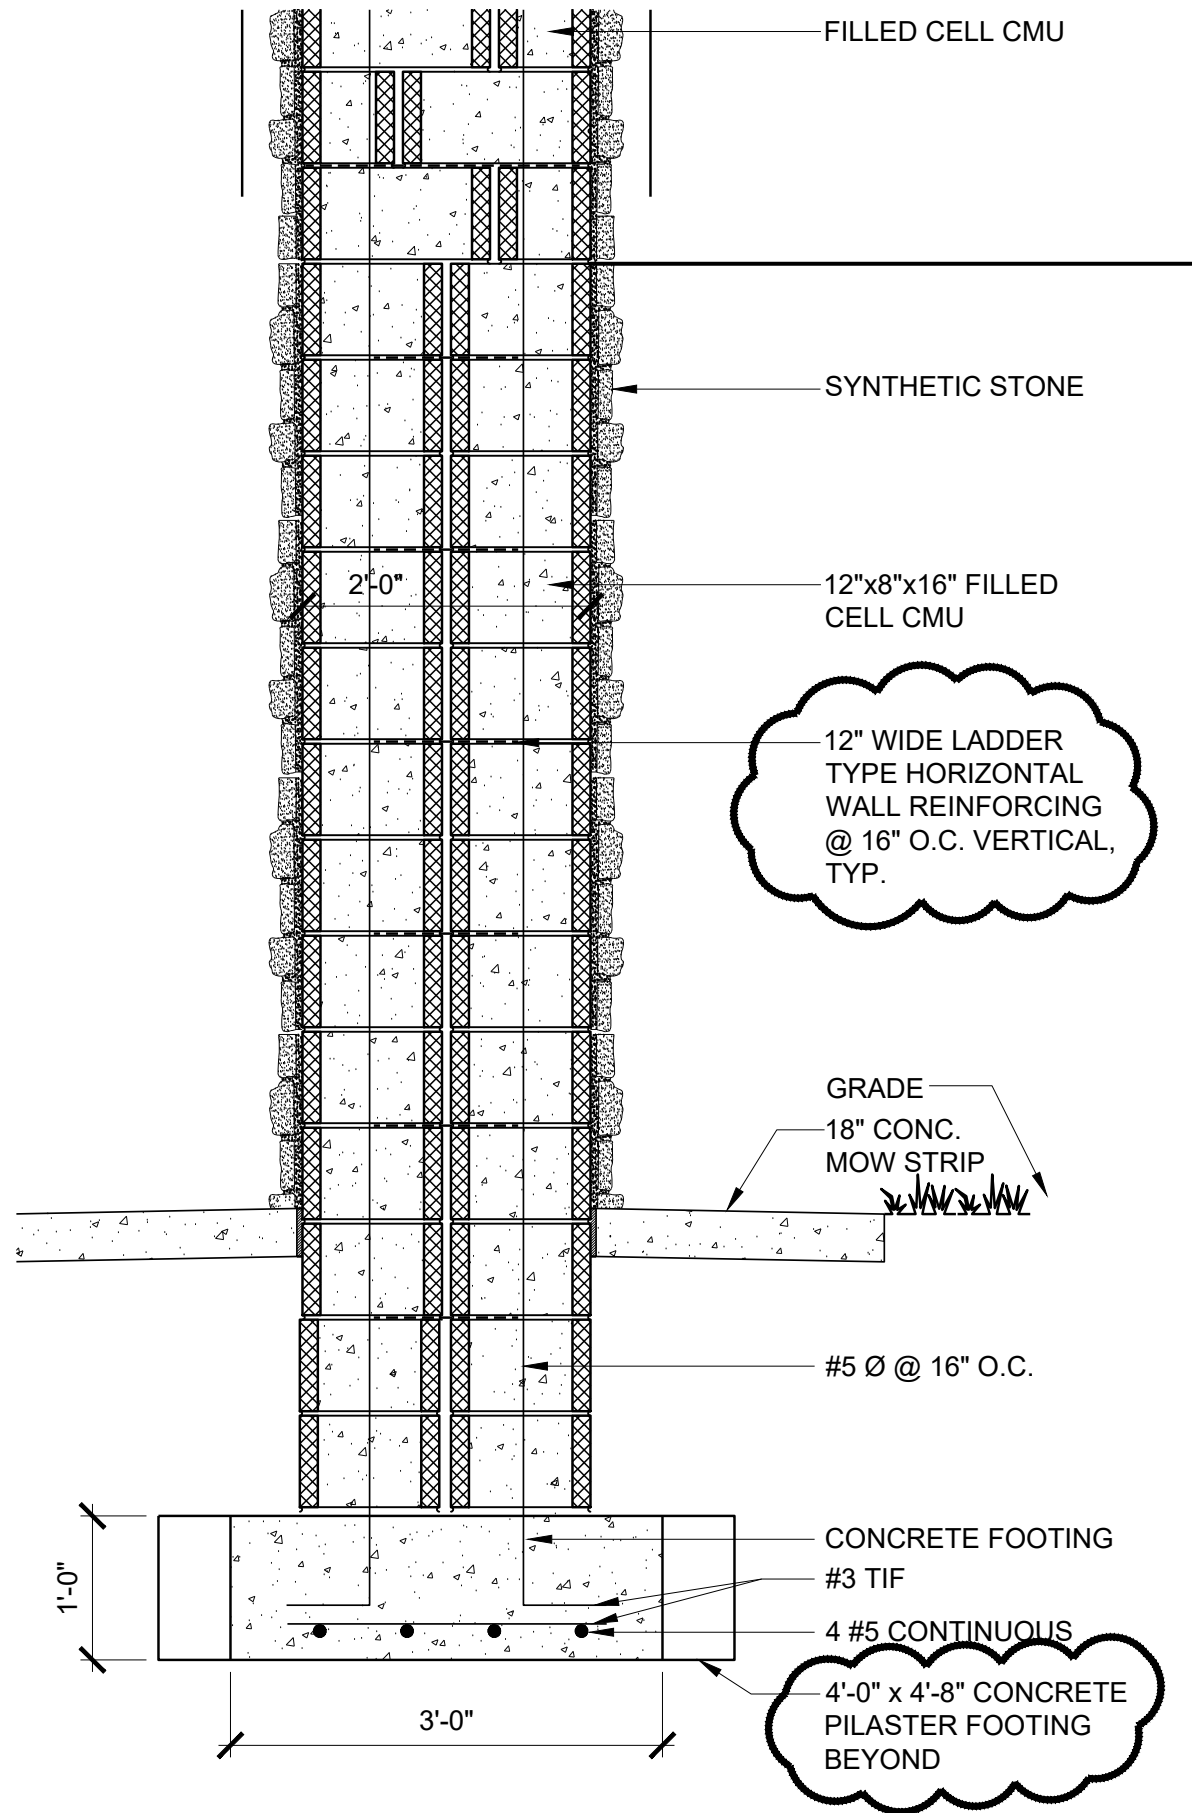 FILLED CELL CMU
SYNTHETIC STONE
2'-0"
12"x8"x16" FILLED
CELL CMU
12" WIDE LADDER
TYPE HORIZONTAL
WALL REINFORCING
@ 16" O.C. VERTICAL,
TYP.
GRADE
18" CONC.
MOW STRIP
#5 Ø @ 16" O.C.
CONCRETE FOOTING
#3 TIF
1'-0"
4 #5 CONTINUOUS
4'-0" x 4'-8" CONCRETE
PILASTER FOOTING
BEYOND
3'-0"